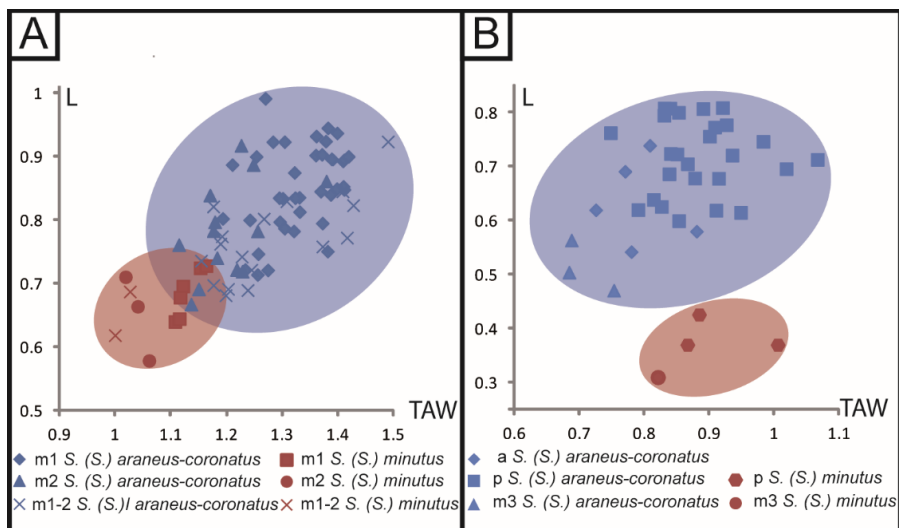 A
L
1
0.9
0.8
0.7
0.6
0.5
0.9 1 1.1 1.2 1.3 1.4 1.5
TAW
m1 S. (S.) araneus-coronatus
m1 S. (S.) minutus
m2 S. (S.) araneus-coronatus
m2 S. (S.) minutus
m1-2 S. (S.)l araneus-coronatus
m1-2 S. (S.) minutus
B
L
0.8
0.7
0.6
0.5
0.4
0.3
TAW
0.6 0.7 0.8 0.9 1 1.1
a S. (S.) araneus-coronatus
p S. (S.) araneus-coronatus
p S. (S.) minutus
m3 S. (S.) araneus-coronatus
m3 S. (S.) minutus